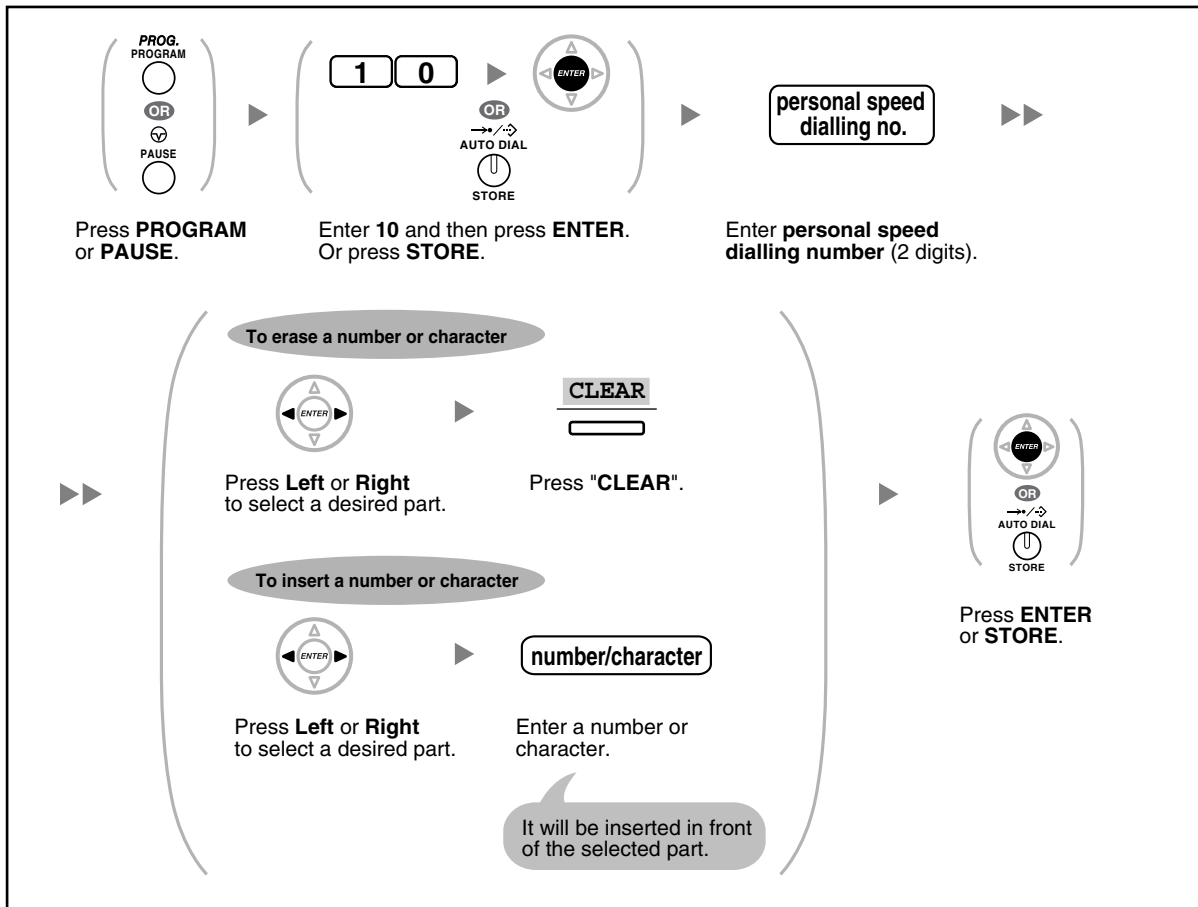 PROG.
PROGRAM
OR
PAUSE
1 0
ENTER
OR
AUTO DIAL
STORE
personal speed
dialling no.
Press PROGRAM
or PAUSE.
Enter 10 and then press ENTER.
Or press STORE.
Enter personal speed
dialling number (2 digits).
To erase a number or character
ENTER
CLEAR
Press Left or Right
to select a desired part.
Press "CLEAR".
To insert a number or character
ENTER
number/character
Press Left or Right
to select a desired part.
Enter a number or
character.
It will be inserted in front
of the selected part.
ENTER
OR
AUTO DIAL
STORE
Press ENTER
or STORE.